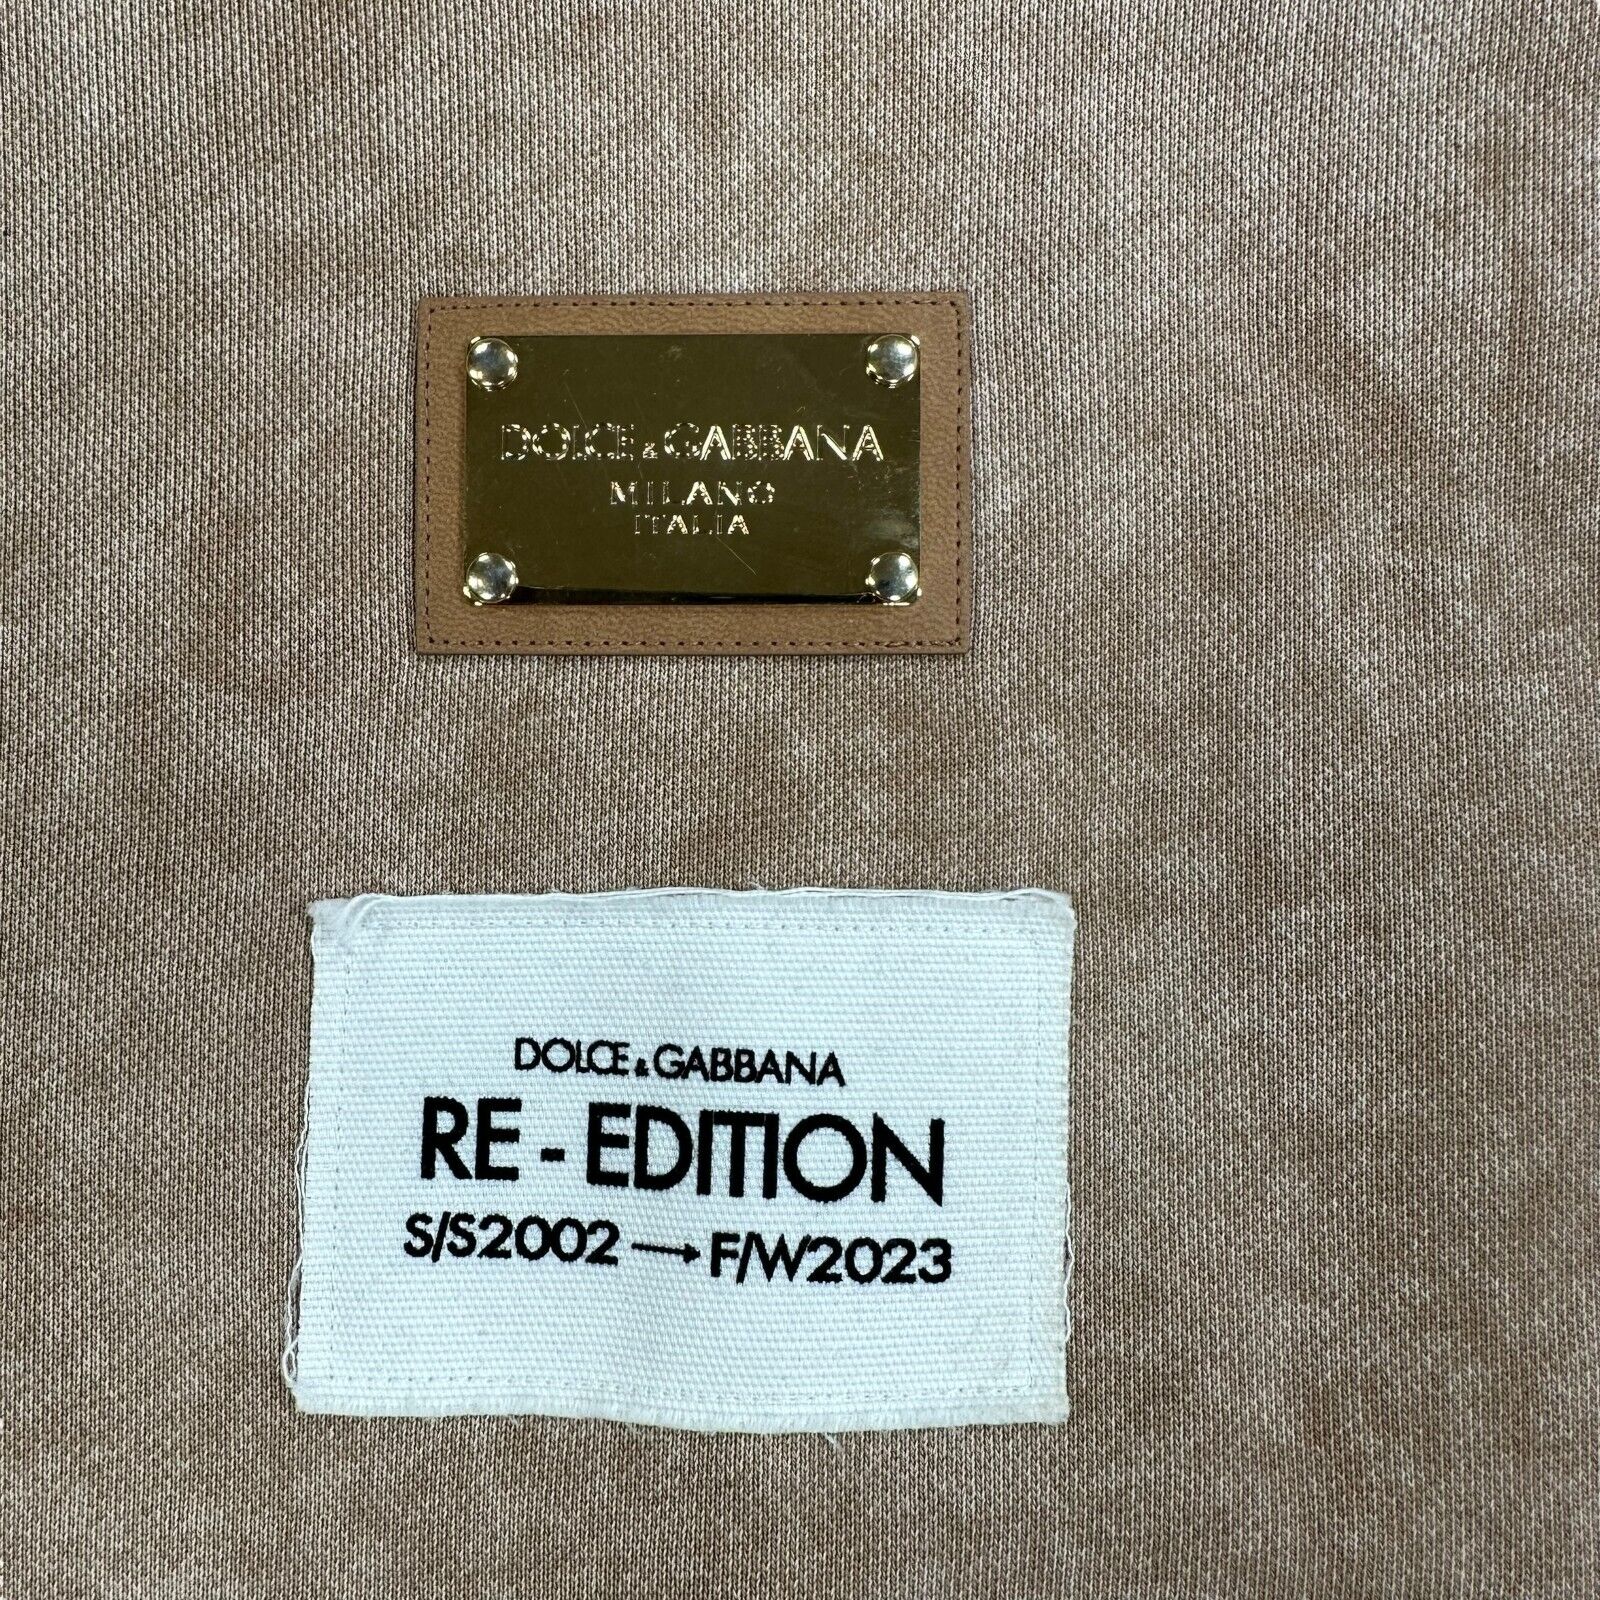 DOLCE & GABBANA
MILANO
ITALIA
DOLCE & GABBANA
RE - EDITION
S/S2002 → F/W2023